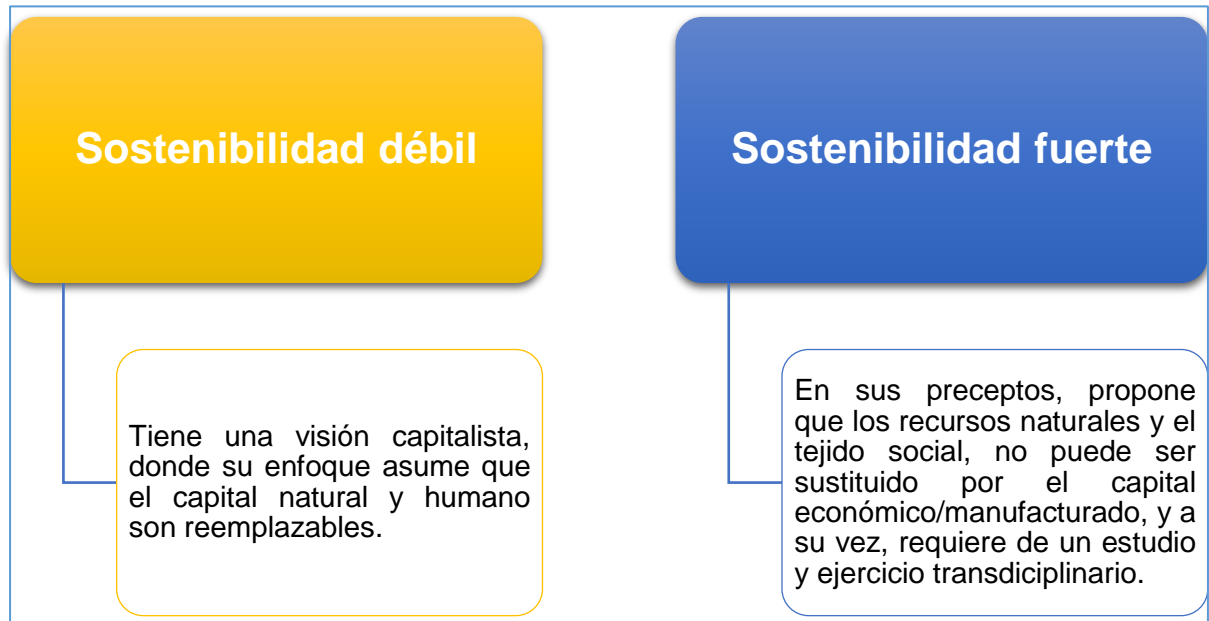 Sostenibilidad débil
Tiene una visión capitalista,
donde su enfoque asume que
el capital natural y humano
son reemplazables.
Sostenibilidad fuerte
En sus preceptos, propone
que los recursos naturales y el
tejido social, no puede ser
sustituido por el capital
económico/manufacturado, y a
su vez, requiere de un estudio
y ejercicio transdiciplinario.